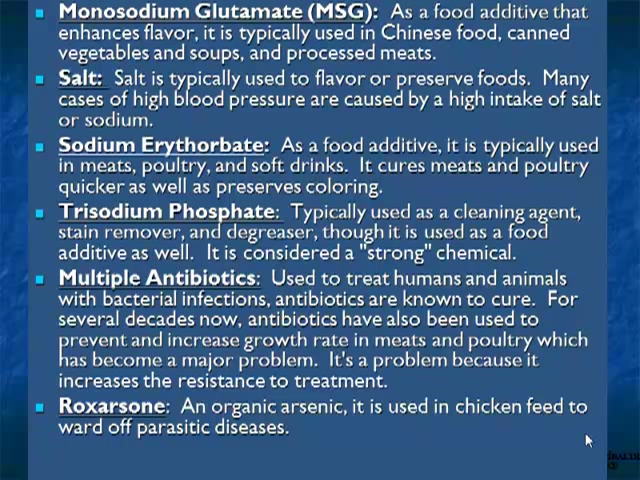 Monosodium Glutamate (MSG): As a food additive that
enhances flavor, it is typically used in Chinese food, canned
vegetables and soups, and processed meats.
Salt: Salt is typically used to flavor or preserve foods. Many
cases of high blood pressure are caused by a high intake of salt
or sodium.
Sodium Erythorbate: As a food additive, it is typically used
in meats, poultry, and soft drinks. It cures meats and poultry
quicker as well as preserves coloring.
Trisodium Phosphate: Typically used as a cleaning agent,
stain remover, and degreaser, though it is used as a food
additive as well. It is considered a "strong" chemical.
Multiple Antibiotics: Used to treat humans and animals
with bacterial infections, antibiotics are known to cure. For
several decades now, antibiotics have also been used to
prevent and increase growth rate in meats and poultry which
has become a major problem. It's a problem because it
increases the resistance to treatment.
Roxarsone: An organic arsenic, it is used in chicken feed to
ward off parasitic diseases.